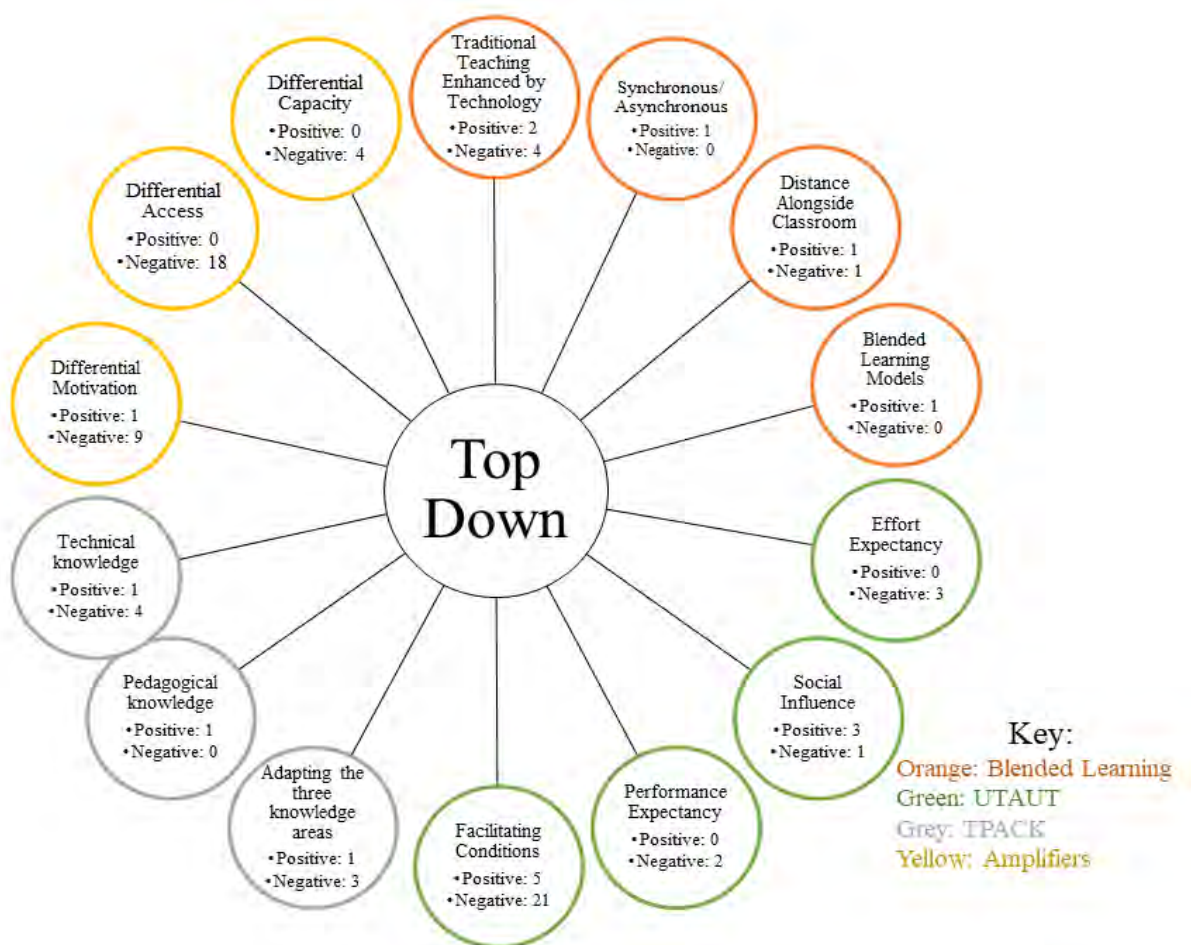 Traditional
Teaching
Enhanced by
Technology
•Positive: 2
•Negative: 4
Synchronous/
Asynchronous
•Positive: 1
•Negative: 0
Distance
Alongside
Classroom
•Positive: 1
•Negative: 1
Blended
Learning
Models
•Positive: 1
•Negative: 0
Effort
Expectancy
•Positive: 0
•Negative: 3
Social
Influence
•Positive: 3
•Negative: 1
Performance
Expectancy
•Positive: 0
•Negative: 2
Facilitating
Conditions
•Positive: 5
•Negative: 21
Adapting the
three
knowledge
areas
•Positive: 1
•Negative: 3
Pedagogical
knowledge
•Positive: 1
•Negative: 0
Technical
knowledge
•Positive: 1
•Negative: 4
Differential
Motivation
•Positive: 1
•Negative: 9
Differential
Access
•Positive: 0
•Negative: 18
Differential
Capacity
•Positive: 0
•Negative: 4
Top
Down
Key:
Orange: Blended Learning
Green: UTAUT
Grey: TPACK
Yellow: Amplifiers